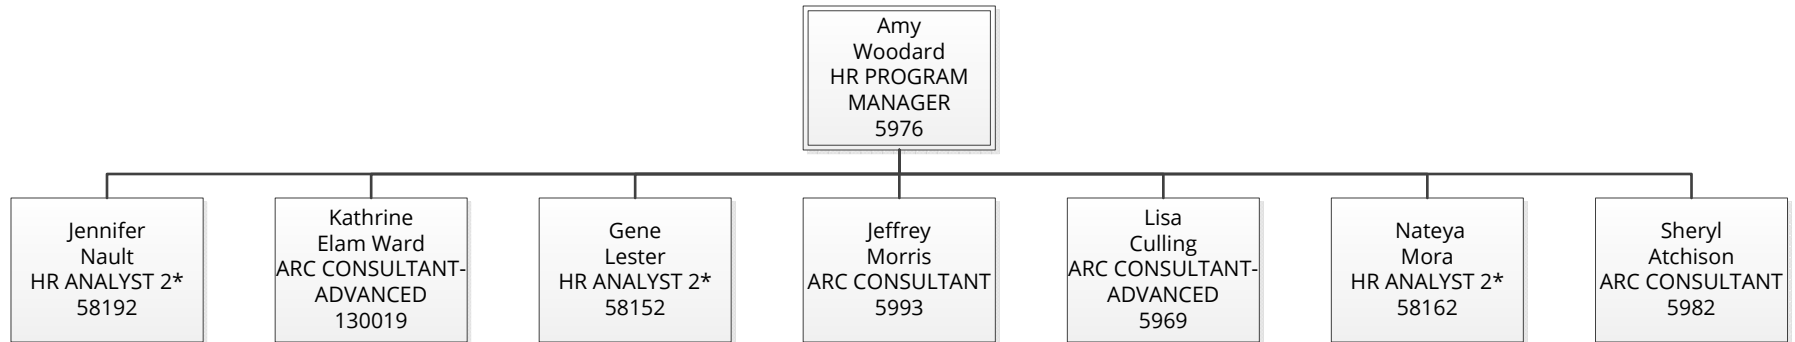 Amy
Woodard
HR PROGRAM
MANAGER
5976
Jennifer
Nault
HR ANALYST 2*
58192
Kathrine
Elam Ward
ARC CONSULTANT-
ADVANCED
130019
Gene
Lester
HR ANALYST 2*
58152
Jeffrey
Morris
ARC CONSULTANT
5993
Lisa
Culling
ARC CONSULTANT-
ADVANCED
5969
Nateya
Mora
HR ANALYST 2*
58162
Sheryl
Atchison
ARC CONSULTANT
5982